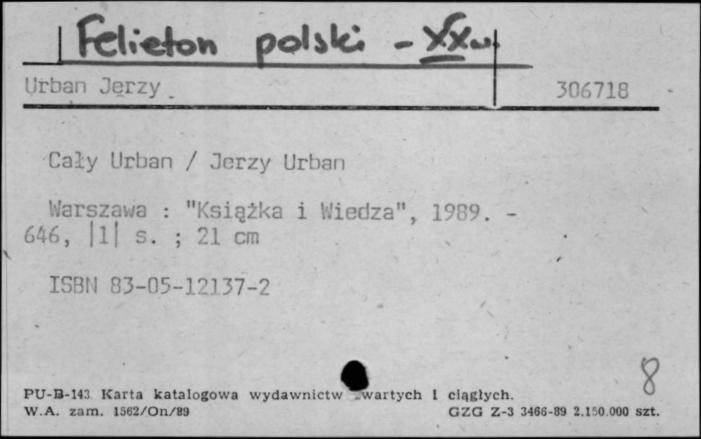 Felieton polski - XXw.
Urban Jerzy 306718
Cały Urban / Jerzy Urban
Warszawa : "Książka i Wiedza", 1989. -
646, |1| s. ; 21 cm
ISBN 83-05-12137-2
8
PU-B-143 Karta katalogowa wydawnictw zwartych i ciągłych.
W.A. zam. 1562/On/89 GZG Z-3 3466-89 2.150.000 szt.